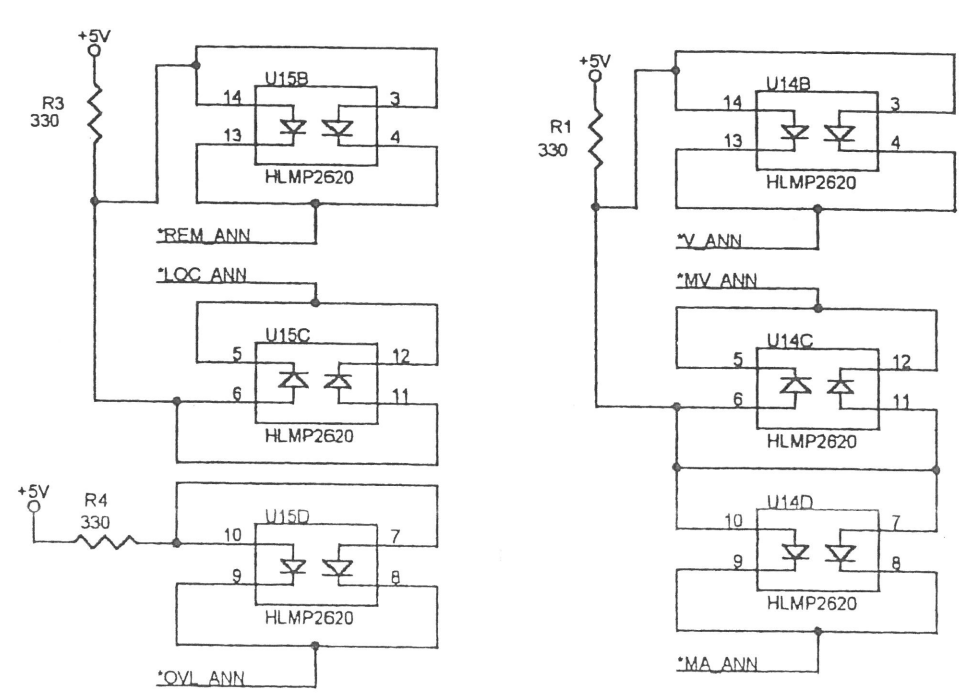 +5V
R3
330
U15B
14
3
13
4
HLMP2620
*REM_ANN
*LOC_ANN
U15C
5
12
6
11
HLMP2620
+5V
R4
330
U15D
10
7
9
8
HLMP2620
*OVL_ANN
+5V
R1
330
U14B
14
3
13
4
HLMP2620
*V_ANN
*MV_ANN
U14C
5
12
6
11
HLMP2620
U14D
10
7
9
8
HLMP2620
*MA_ANN